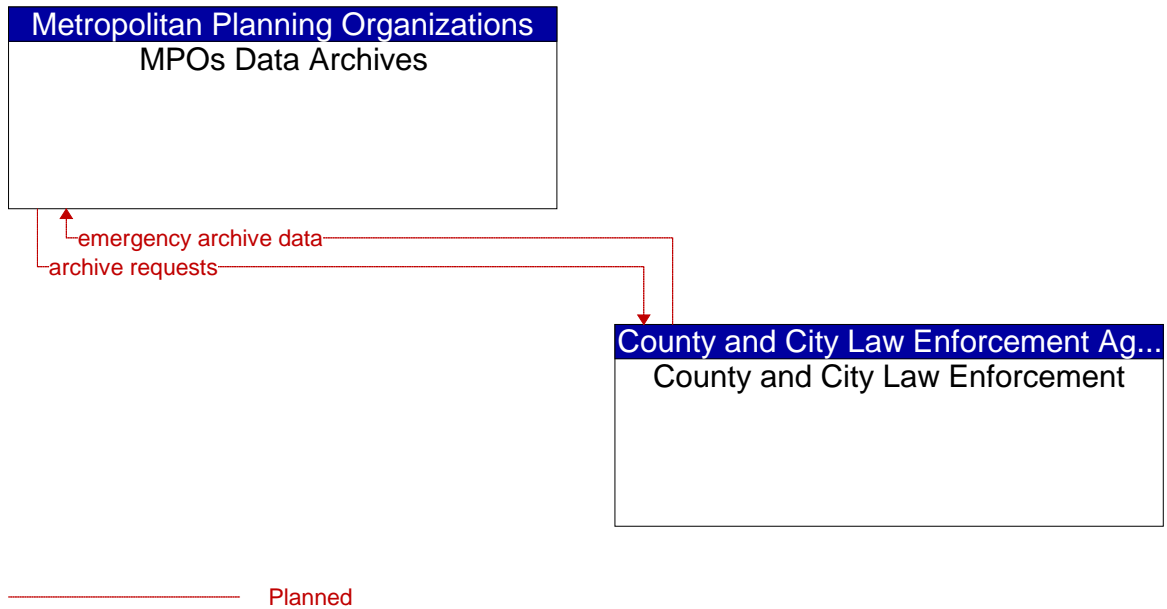 Metropolitan Planning Organizations
MPOs Data Archives
emergency archive data
archive requests
County and City Law Enforcement Ag...
County and City Law Enforcement
Planned